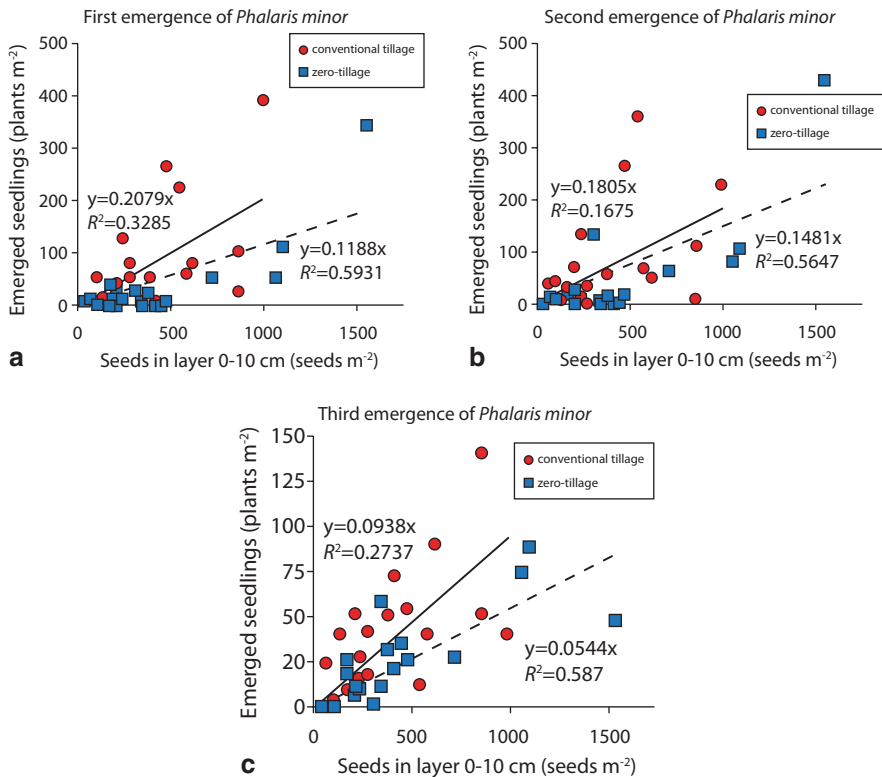 First emergence of Phalaris minor
500
400
300
200
100
0
Emerged seedlings (plants m⁻²)
conventional tillage
zero-tillage
y=0.2079x
R²=0.3285
y=0.1188x
R²=0.5931
0 500 1000 1500
Seeds in layer 0-10 cm (seeds m⁻²)
a
Second emergence of Phalaris minor
500
400
300
200
100
0
Emerged seedlings (plants m⁻²)
conventional tillage
zero-tillage
y=0.1805x
R²=0.1675
y=0.1481x
R²=0.5647
0 500 1000 1500
Seeds in layer 0-10 cm (seeds m⁻²)
b
Third emergence of Phalaris minor
150
100
75
50
20
0
Emerged seedlings (plants m⁻²)
conventional tillage
zero-tillage
y=0.0938x
R²=0.2737
y=0.0544x
R²=0.587
0 500 1000 1500
Seeds in layer 0-10 cm (seeds m⁻²)
c